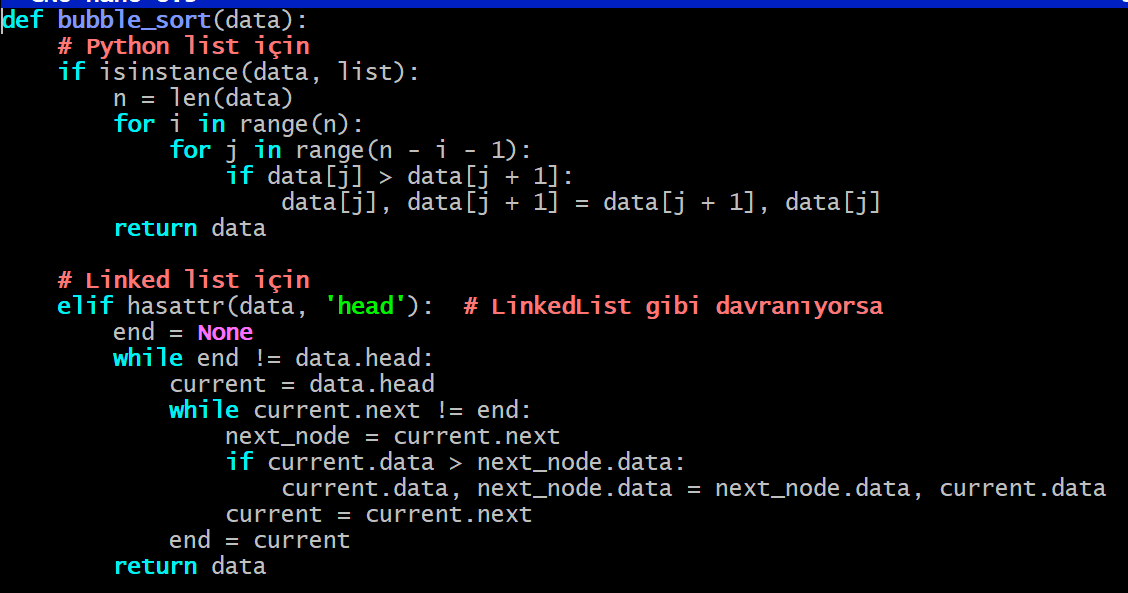 def bubble_sort(data):
    # Python list için
    if isinstance(data, list):
        n = len(data)
        for i in range(n):
            for j in range(n - i - 1):
                if data[j] > data[j + 1]:
                    data[j], data[j + 1] = data[j + 1], data[j]
        return data

    # Linked list için
    elif hasattr(data, 'head'):  # LinkedList gibi davranıyorsa
        end = None
        while end != data.head:
            current = data.head
            while current.next != end:
                next_node = current.next
                if current.data > next_node.data:
                    current.data, next_node.data = next_node.data, current.data
                current = current.next
            end = current
        return data